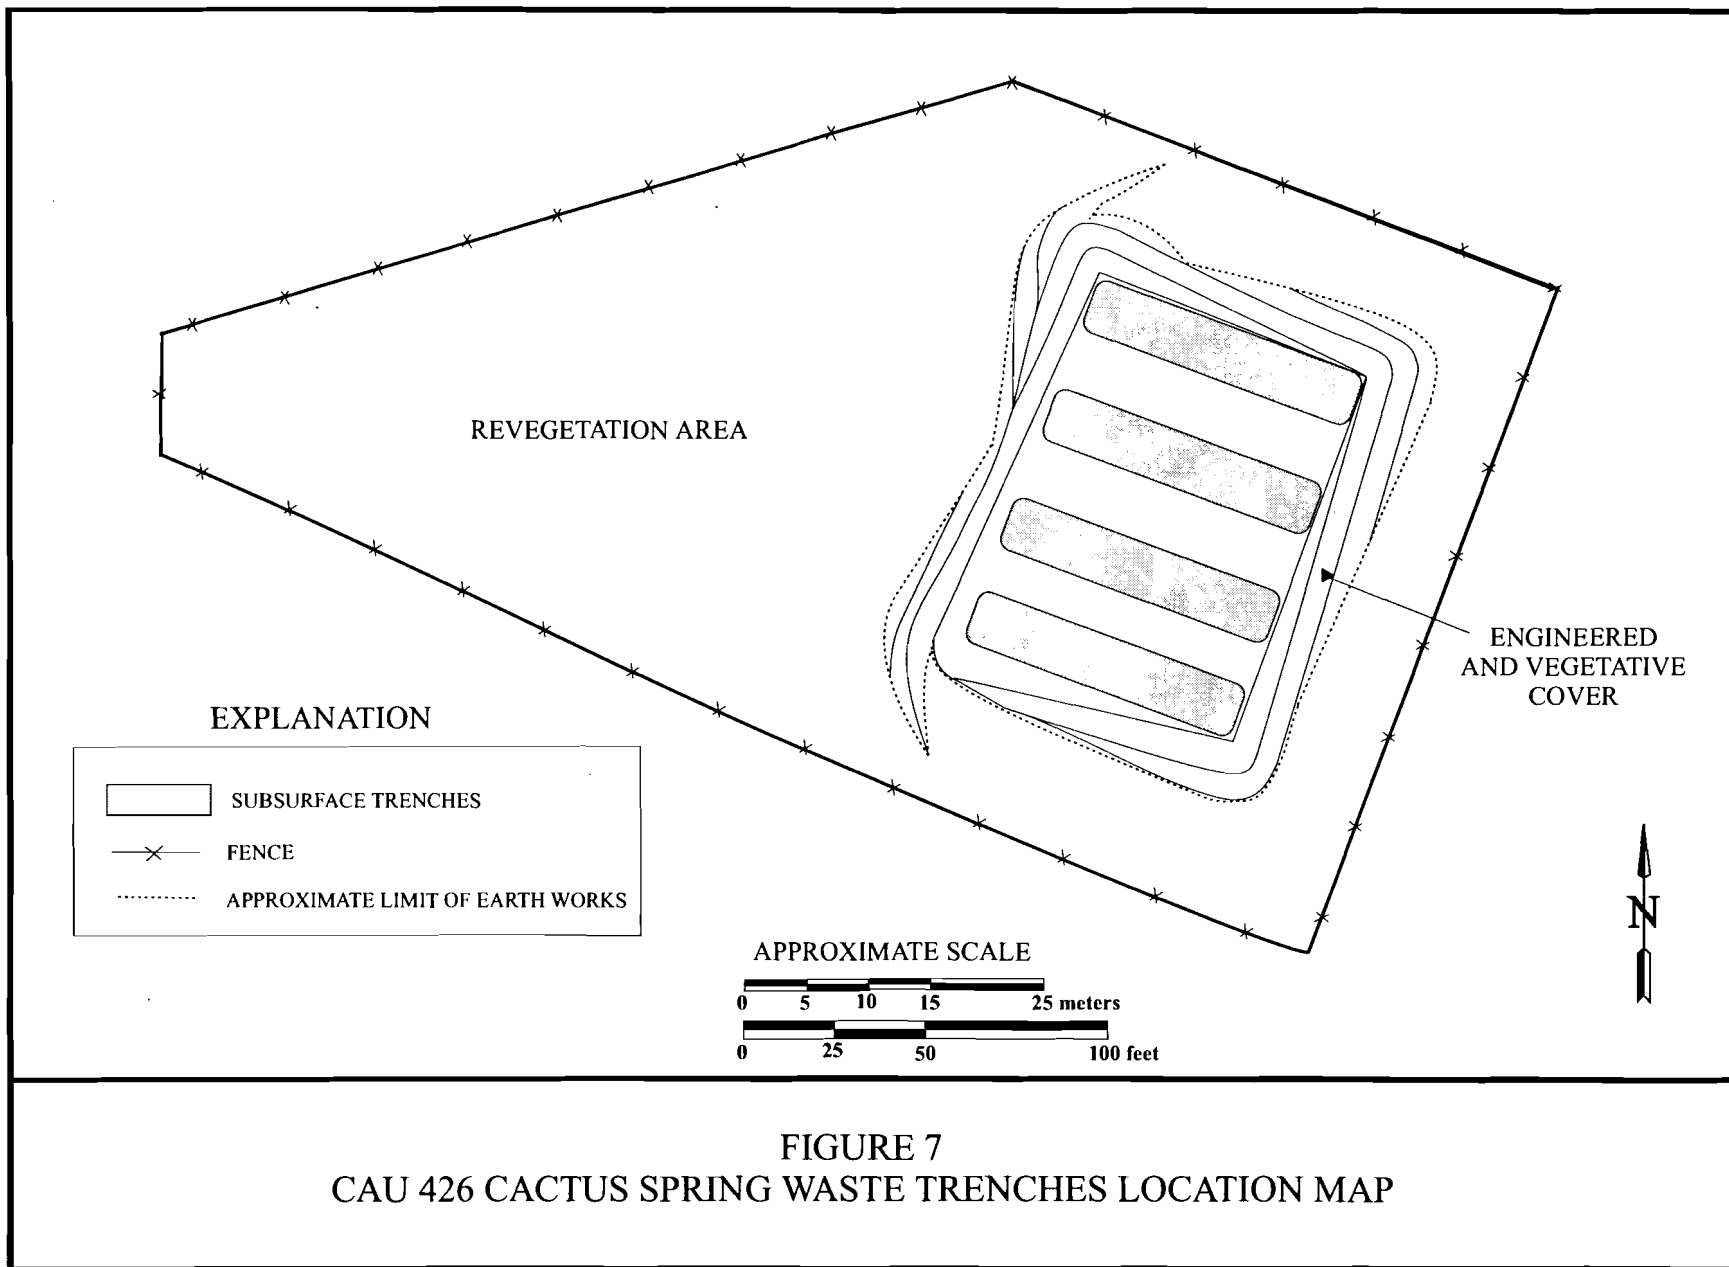 REVEGETATION AREA
ENGINEERED
AND VEGETATIVE
COVER
EXPLANATION
SUBSURFACE TRENCHES
FENCE
APPROXIMATE LIMIT OF EARTH WORKS
N
APPROXIMATE SCALE
0 5 10 15 25 meters
0 25 50 100 feet
FIGURE 7
CAU 426 CACTUS SPRING WASTE TRENCHES LOCATION MAP